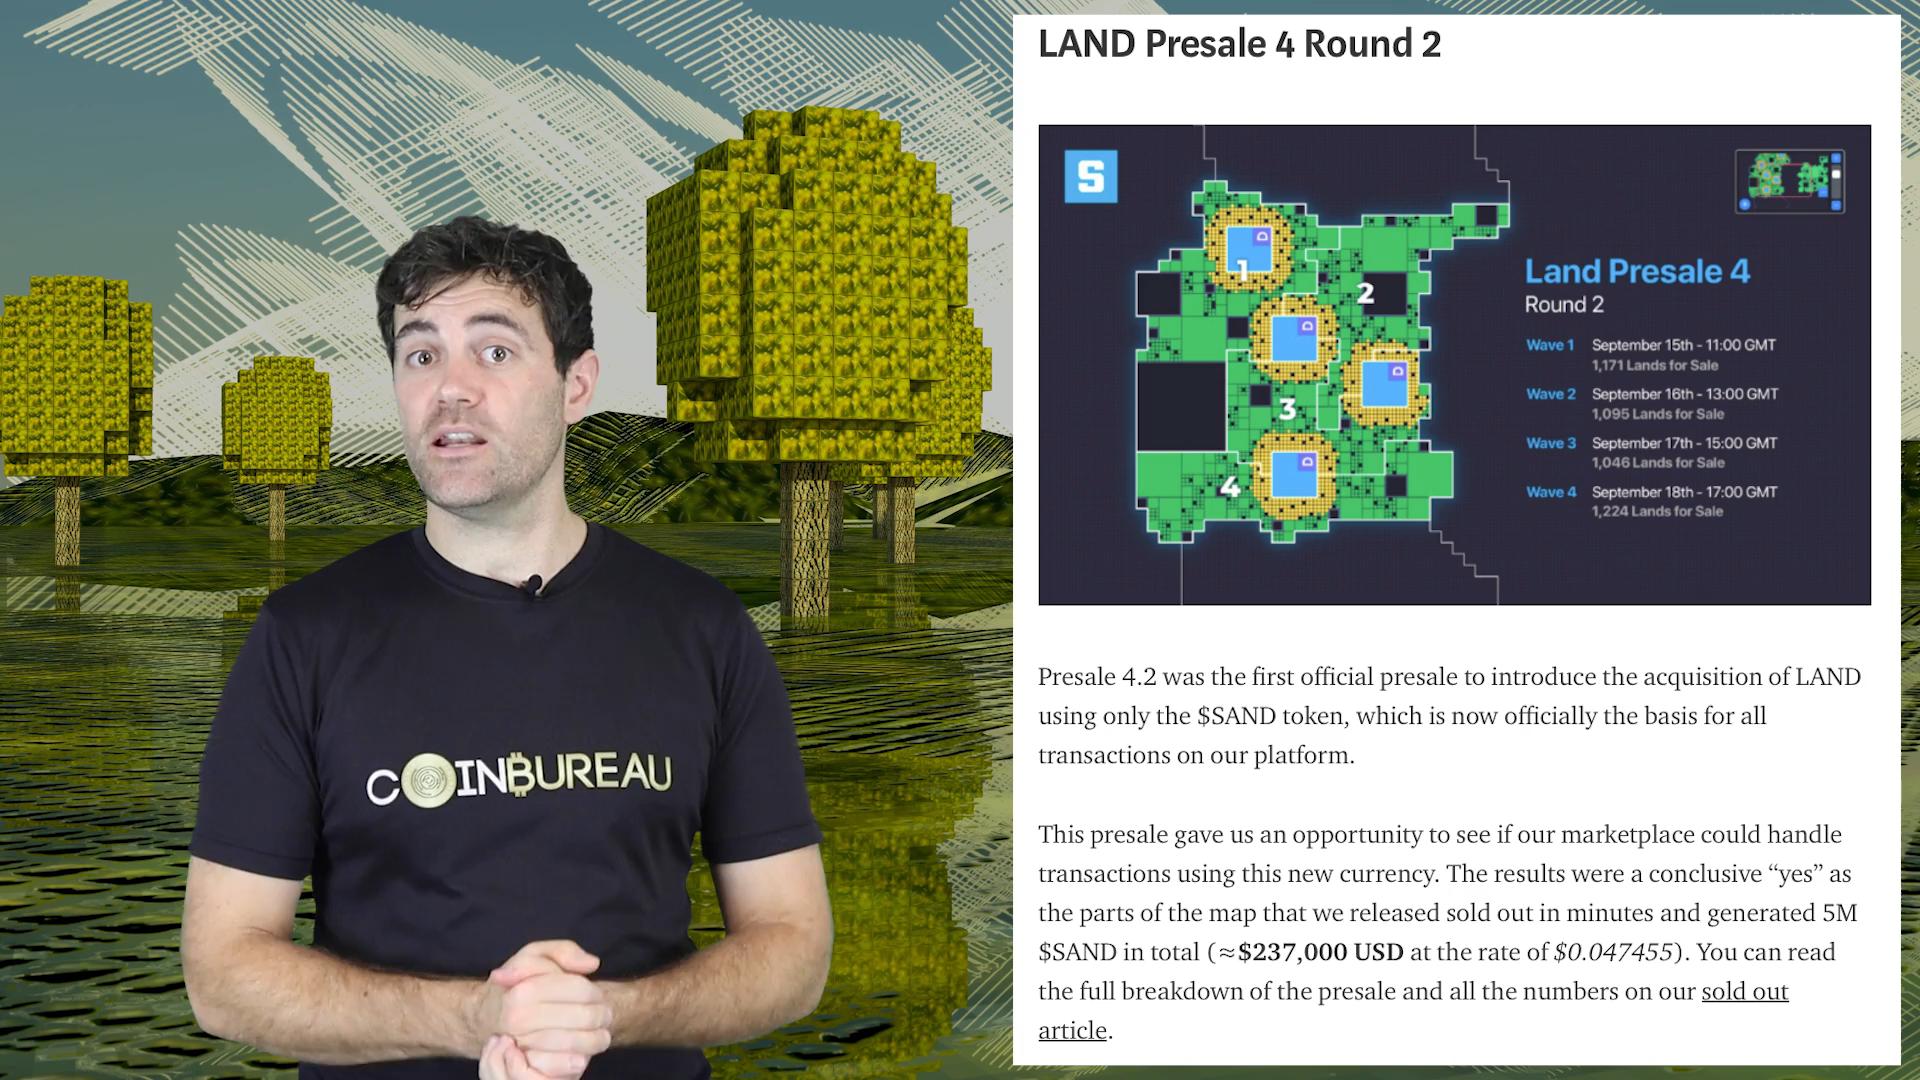 LAND Presale 4 Round 2
S
D
1
2
D
D
3
D
4
Land Presale 4
Round 2
Wave 1 September 15th - 11:00 GMT
1,171 Lands for Sale
Wave 2 September 16th - 13:00 GMT
1,095 Lands for Sale
Wave 3 September 17th - 15:00 GMT
1,046 Lands for Sale
Wave 4 September 18th - 17:00 GMT
1,224 Lands for Sale
COINBUREAU
Presale 4.2 was the first official presale to introduce the acquisition of LAND
using only the $SAND token, which is now officially the basis for all
transactions on our platform.
This presale gave us an opportunity to see if our marketplace could handle
transactions using this new currency. The results were a conclusive “yes” as
the parts of the map that we released sold out in minutes and generated 5M
$SAND in total (≈$237,000 USD at the rate of $0.047455). You can read
the full breakdown of the presale and all the numbers on our sold out
article.